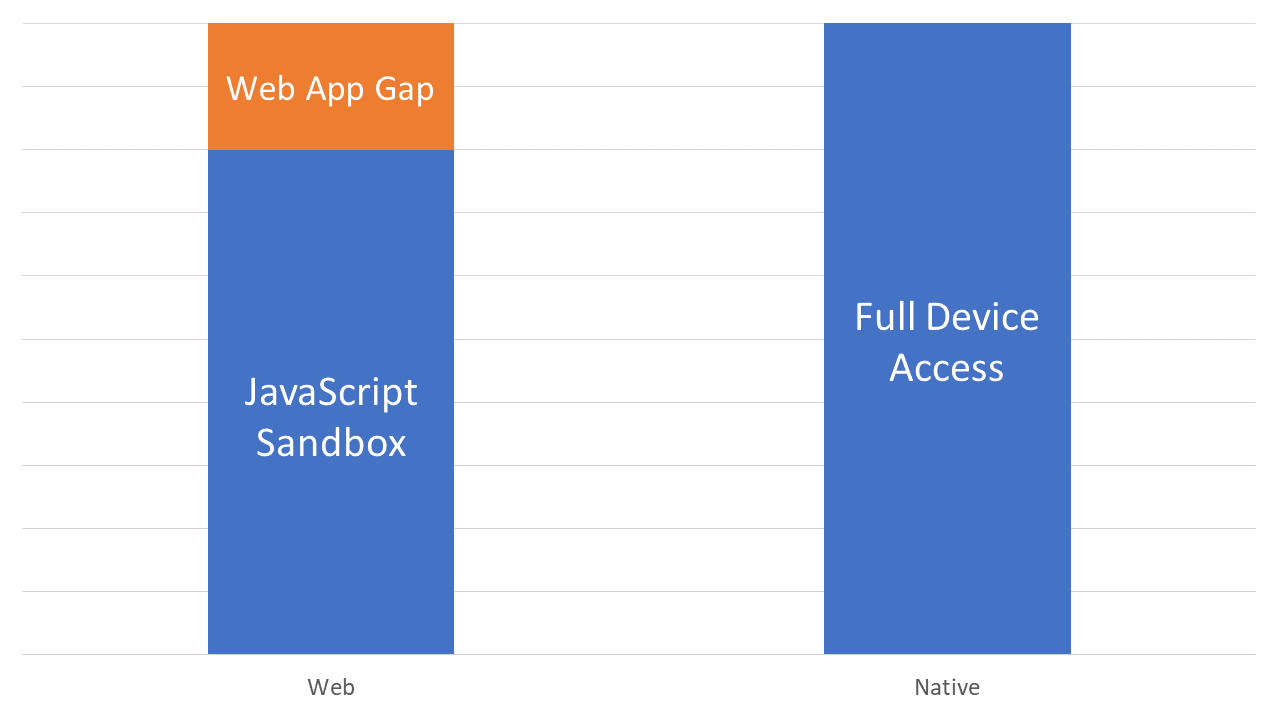 Web App Gap
JavaScript
Sandbox
Full Device
Access
Web
Native